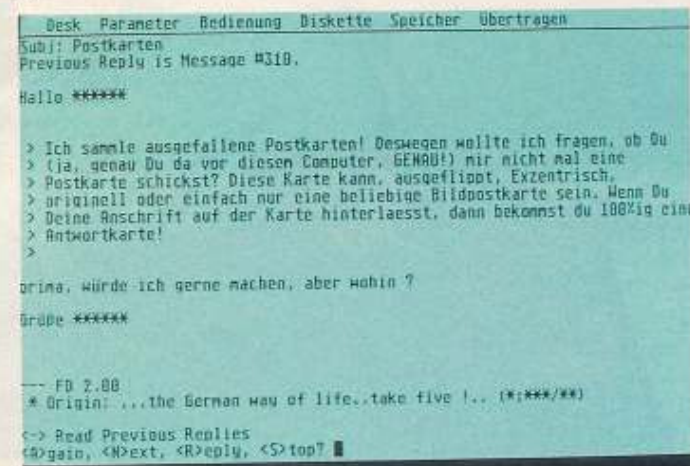 Desk Parameter Bedienung Diskette Speicher Übertragen
Subj: Postkarten
Previous Reply is Message #310.
Hallo ******
> Ich sammle ausgefallene Postkarten! Deswegen wollte ich fragen, ob Du
> (ja, genau Du da vor diesem Computer, GENAU!) mir nicht mal eine
> Postkarte schickst? Diese Karte kann, ausgeflippt, Exzentrisch,
> originell oder einfach nur eine beliebige Bildpostkarte sein. Wenn Du
> Deine Anschrift auf der Karte hinterlaesst, dann bekommst du 100%ig eine
> Antwortkarte!
>
prima, würde ich gerne machen, aber wohin ?
Grüße ******
--- FD 2.00
* Origin: ...the German way of life..take five !.. (*:***/**)
<-> Read Previous Replies
<A>gain, <N>ext, <R>eply, <S>top?